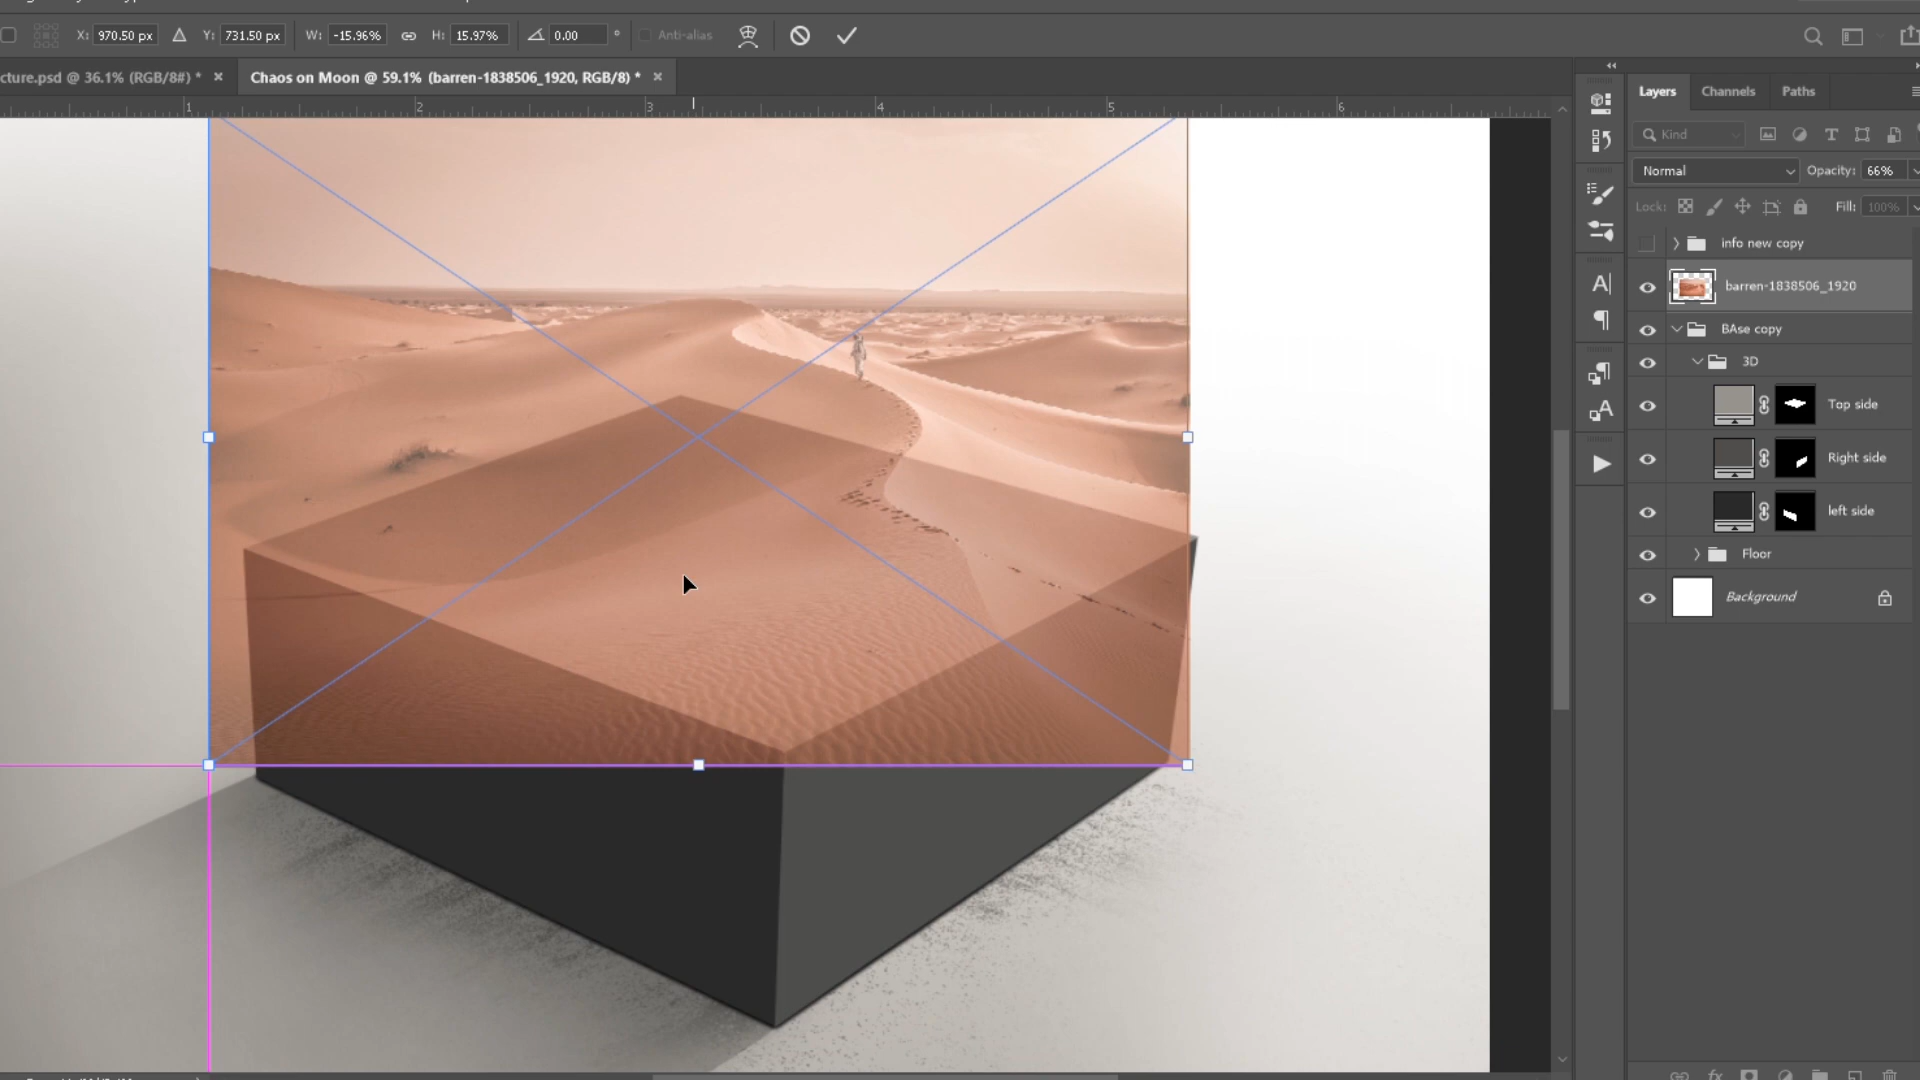 X: 970.50 px Y: 731.50 px W: -15.96% H: 15.97% 0.00 ° Anti-alias
cture.psd @ 36.1% (RGB/8#) * × Chaos on Moon @ 59.1% (barren-1838506_1920, RGB/8) * ×
1 2 3 4 5 6
Layers Channels Paths
Kind
Normal Opacity: 66%
Lock: Fill: 100%
info new copy
barren-1838506_1920
BAse copy
3D
Top side
Right side
left side
Floor
Background